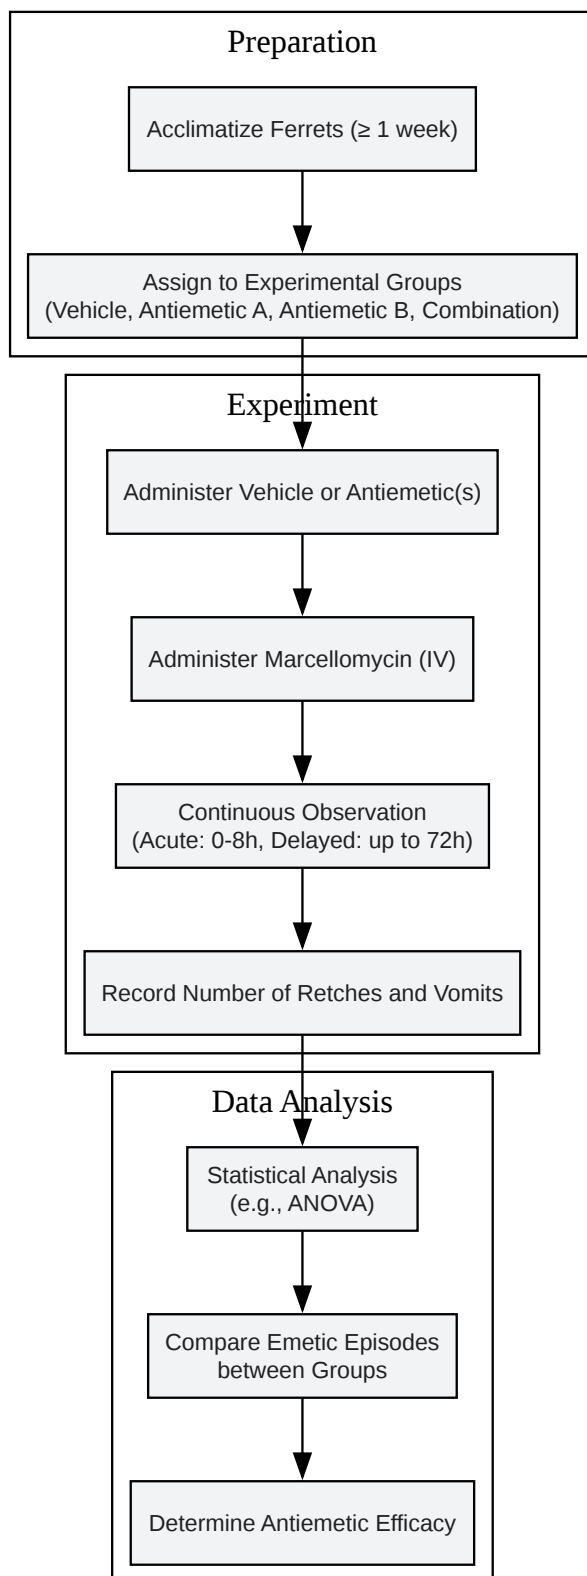 Preparation
Acclimatize Ferrets (≥ 1 week)
Assign to Experimental Groups
(Vehicle, Antiemetic A, Antiemetic B, Combination)
Experiment
Administer Vehicle or Antiemetic(s)
Administer Marcellomycin (IV)
Continuous Observation
(Acute: 0-8h, Delayed: up to 72h)
Record Number of Retches and Vomits
Data Analysis
Statistical Analysis
(e.g., ANOVA)
Compare Emetic Episodes
between Groups
Determine Antiemetic Efficacy